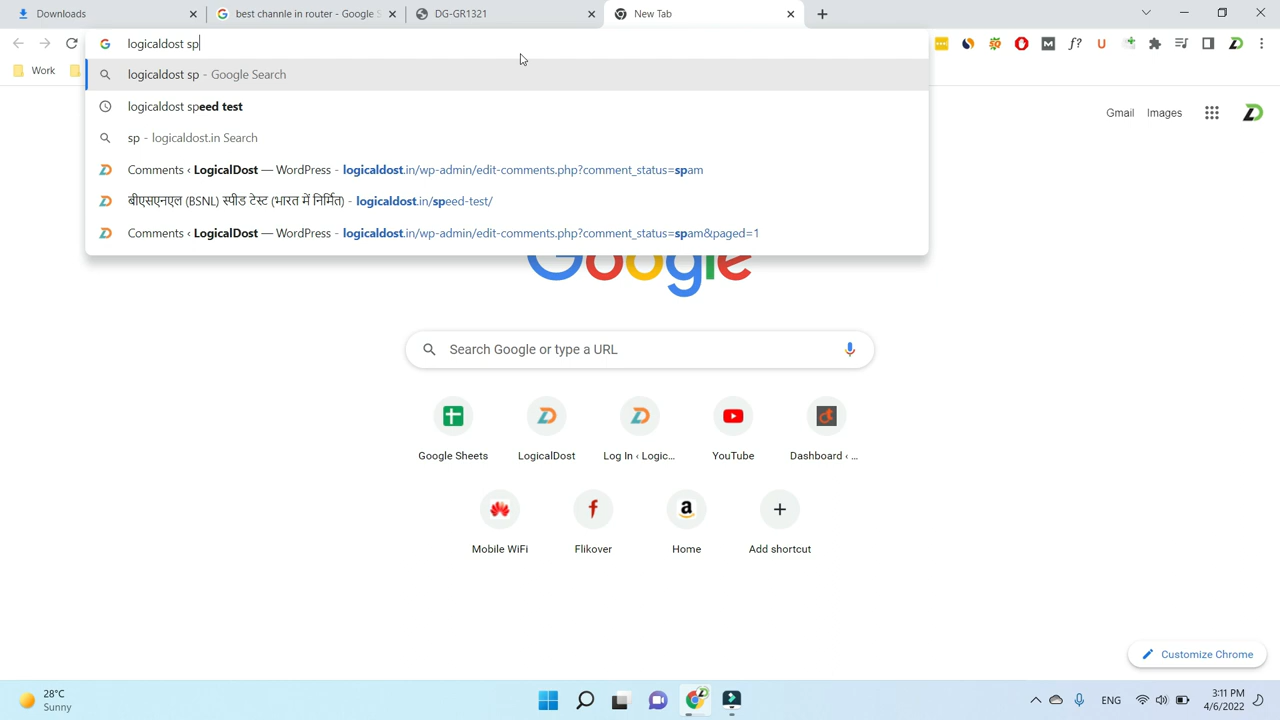 Downloads
best channle in router - Google S
DG-GR1321
New Tab
logicaldost sp
Work
logicaldost sp - Google Search
logicaldost speed test
sp - logicaldost.in Search
Comments ‹ LogicalDost — WordPress - logicaldost.in/wp-admin/edit-comments.php?comment_status=spam
बीएसएनएल (BSNL) स्पीड टेस्ट (भारत में निर्मित) - logicaldost.in/speed-test/
Comments ‹ LogicalDost — WordPress - logicaldost.in/wp-admin/edit-comments.php?comment_status=spam&paged=1
Gmail Images
Google
Search Google or type a URL
Google Sheets
LogicalDost
Log In ‹ Logic...
YouTube
Dashboard ‹ ...
Mobile WiFi
Flikover
Home
Add shortcut
Customize Chrome
28°C
Sunny
ENG
3:11 PM
4/6/2022